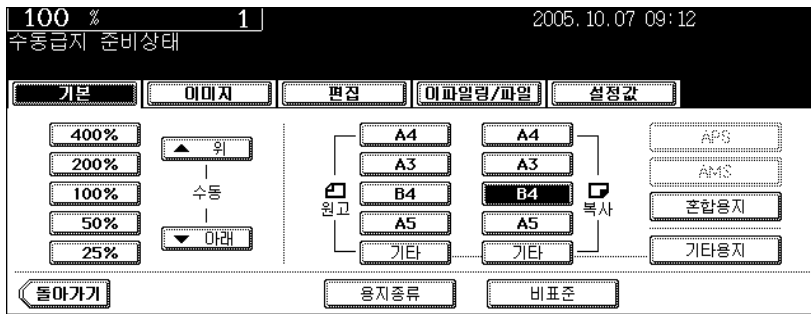 100 % 1 2005.10.07 09:12
수동급지 준비상태
기본 이미지 편집 이파일링/파일 설정값
400% ▲ 위 A4 A4 APS
200% A3 A3 AMS
100% 수동 원고 B4 B4 복사 혼합용지
50% ▼ 아래 A5 A5
25% 기타 기타 기타용지
돌아가기 용지종류 비표준